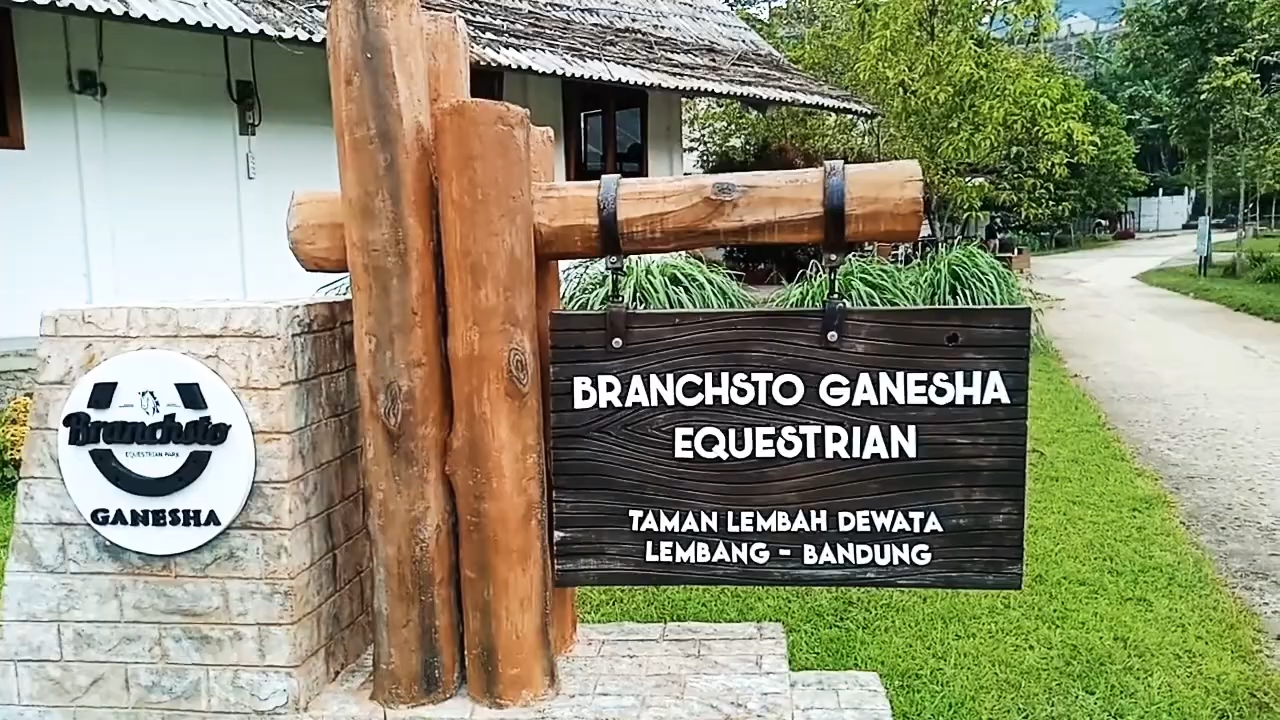 Branchsto
EQUESTRIAN PARK
GANESHA
BRANCHSTO GANESHA
EQUESTRIAN
TAMAN LEMBAH DEWATA
LEMBANG - BANDUNG